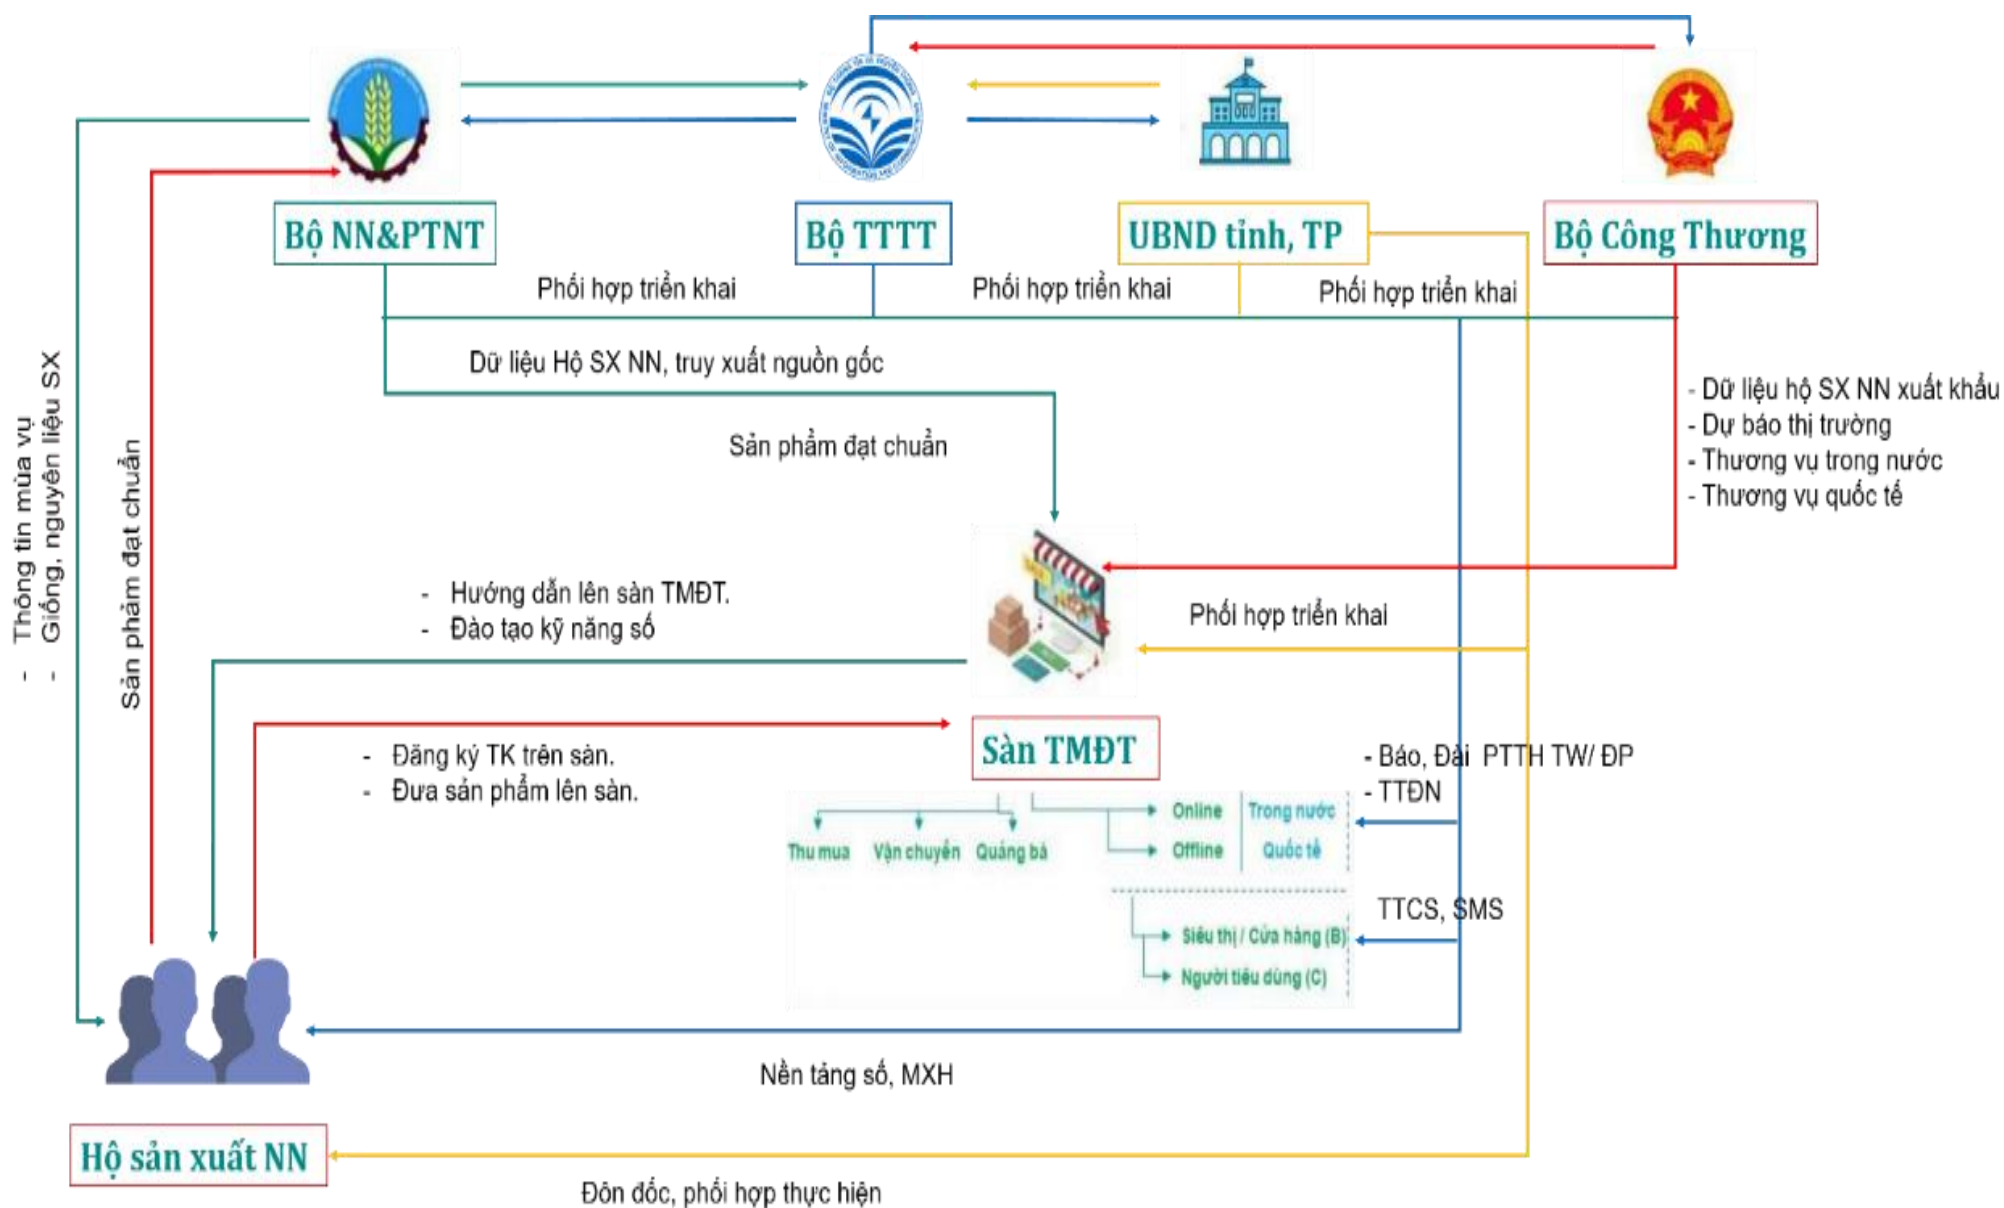 Bộ NN&PTNT
Bộ TTTT
UBND tỉnh, TP
Bộ Công Thương
Phối hợp triển khai
Phối hợp triển khai
Phối hợp triển khai
Dữ liệu Hộ SX NN, truy xuất nguồn gốc
- Thông tin mùa vụ
- Giống, nguyên liệu SX
Sản phẩm đạt chuẩn
Sản phẩm đạt chuẩn
- Dữ liệu hộ SX NN xuất khẩu
- Dự báo thị trường
- Thương vụ trong nước
- Thương vụ quốc tế
- Hướng dẫn lên sàn TMĐT.
- Đào tạo kỹ năng số
Phối hợp triển khai
Sàn TMĐT
- Đăng ký TK trên sàn.
- Đưa sản phẩm lên sàn.
- Báo, Đài PTTH TW/ ĐP
- TTĐN
Online
Trong nước
Thu mua
Vận chuyển
Quảng bá
Offline
Quốc tế
TTCS, SMS
Siêu thị / Cửa hàng (B)
Người tiêu dùng (C)
Nền tảng số, MXH
Hộ sản xuất NN
Đôn đốc, phối hợp thực hiện